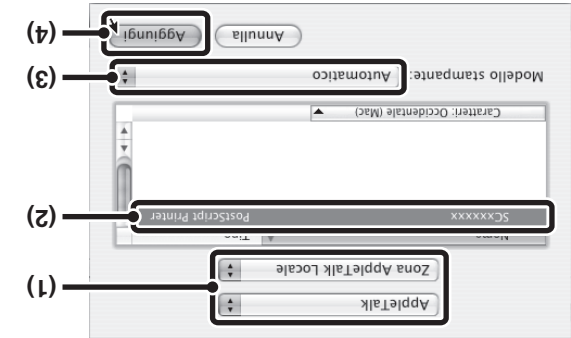 (1)
AppleTalk
Zona AppleTalk Locale
Nome Tipo
(2)
SCxxxxxx PostScript Printer
Caratteri: Occidentale (Mac)
(3)
Modello stampante: Automatico
(4)
Annulla Aggiungi